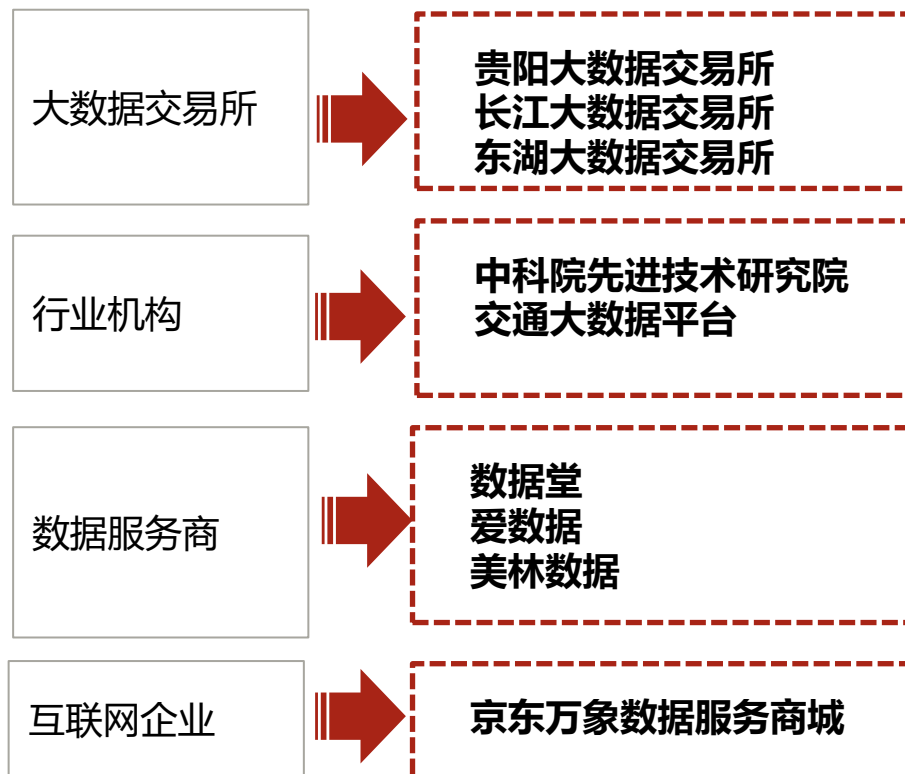 大数据交易所
贵阳大数据交易所
长江大数据交易所
东湖大数据交易所
行业机构
中科院先进技术研究院
交通大数据平台
数据服务商
数据堂
爱数据
美林数据
互联网企业
京东万象数据服务商城